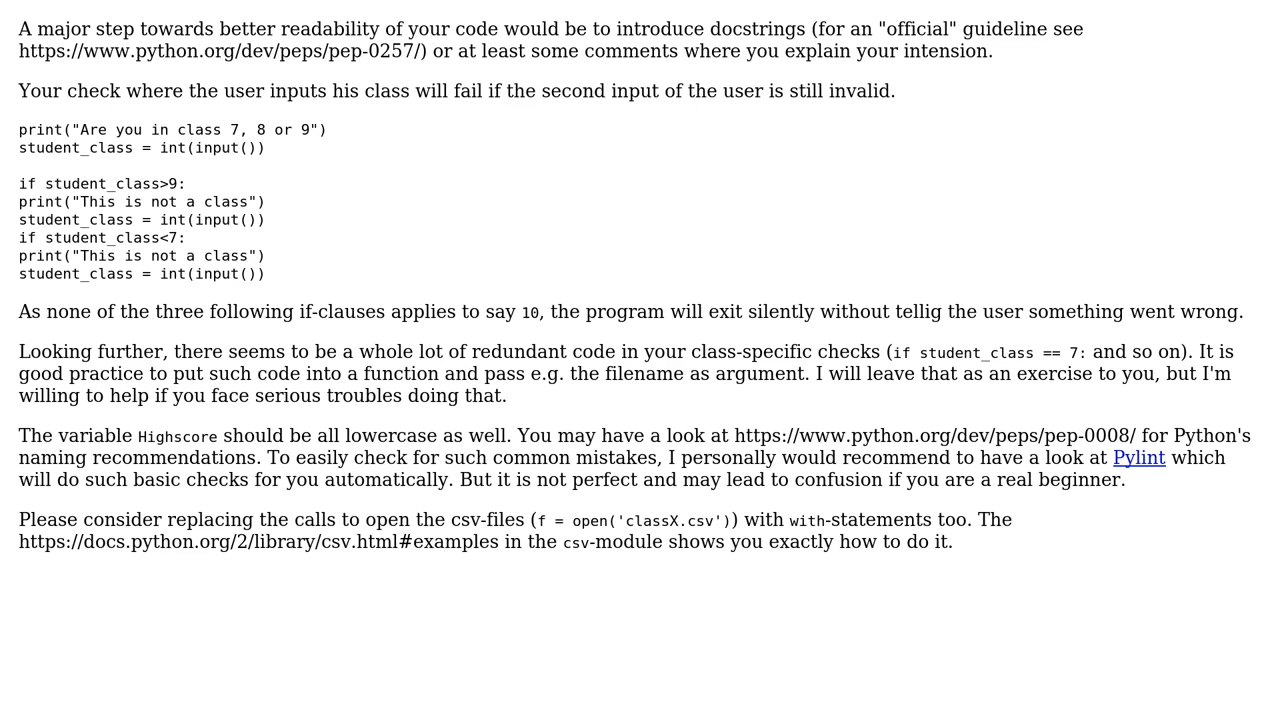 A major step towards better readability of your code would be to introduce docstrings (for an "official" guideline see
https://www.python.org/dev/peps/pep-0257/) or at least some comments where you explain your intension.
Your check where the user inputs his class will fail if the second input of the user is still invalid.
print("Are you in class 7, 8 or 9")
student_class = int(input())
if student_class>9:
print("This is not a class")
student_class = int(input())
if student_class<7:
print("This is not a class")
student_class = int(input())
As none of the three following if-clauses applies to say 10, the program will exit silently without tellig the user something went wrong.
Looking further, there seems to be a whole lot of redundant code in your class-specific checks (if student_class == 7: and so on). It is
good practice to put such code into a function and pass e.g. the filename as argument. I will leave that as an exercise to you, but I'm
willing to help if you face serious troubles doing that.
The variable Highscore should be all lowercase as well. You may have a look at https://www.python.org/dev/peps/pep-0008/ for Python's
naming recommendations. To easily check for such common mistakes, I personally would recommend to have a look at Pylint which
will do such basic checks for you automatically. But it is not perfect and may lead to confusion if you are a real beginner.
Please consider replacing the calls to open the csv-files (f = open('classX.csv')) with with-statements too. The
https://docs.python.org/2/library/csv.html#examples in the csv-module shows you exactly how to do it.